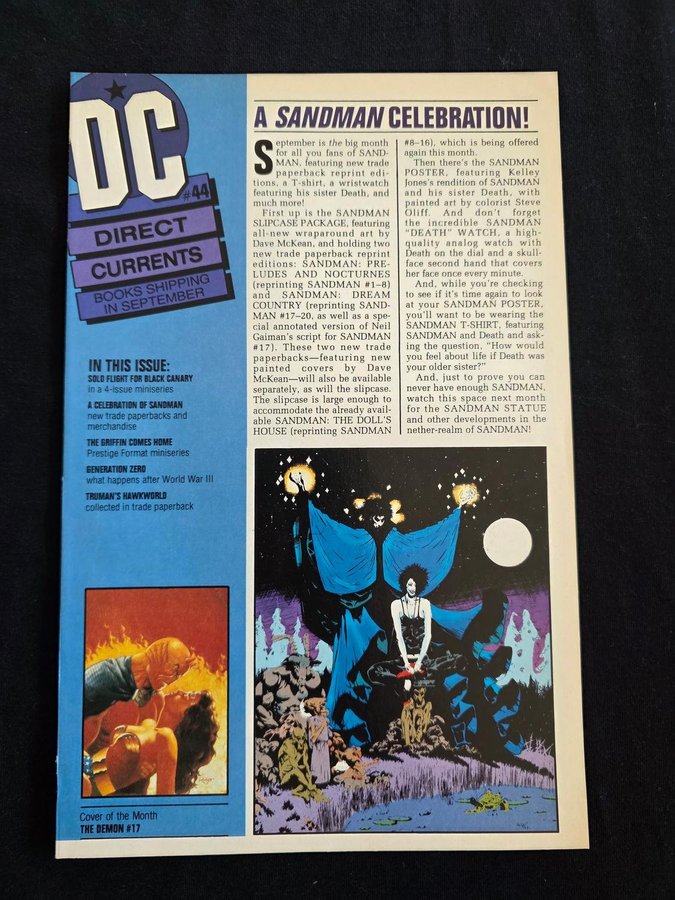 DC
#44
DIRECT
CURRENTS
BOOKS SHIPPING
IN SEPTEMBER
IN THIS ISSUE:
SOLO FLIGHT FOR BLACK CANARY
in a 4-issue miniseries
A CELEBRATION OF SANDMAN
new trade paperbacks and
merchandise
THE GRIFFIN COMES HOME
Prestige Format miniseries
GENERATION ZERO
what happens after World War III
TRUMAN'S HAWKWORLD
collected in trade paperback
Cover of the Month
THE DEMON #17
A SANDMAN CELEBRATION!
September is the big month
for all you fans of SAND-
MAN, featuring new trade
paperback reprint edi-
tions, a T-shirt, a wristwatch
featuring his sister Death, and
much more!
First up is the SANDMAN
SLIPCASE PACKAGE, featuring
all-new wraparound art by
Dave McKean, and holding two
new trade paperback reprint
editions: SANDMAN: PRE-
LUDES AND NOCTURNES
(reprinting SANDMAN #1–8)
and SANDMAN: DREAM
COUNTRY (reprinting SAND-
MAN #17–20, as well as a spe-
cial annotated version of Neil
Gaiman's script for SANDMAN
#17). These two new trade
paperbacks—featuring new
painted covers by Dave
McKean—will also be available
separately, as will the slipcase.
The slipcase is large enough to
accommodate the already avail-
able SANDMAN: THE DOLL'S
HOUSE (reprinting SANDMAN
#8–16), which is being offered
again this month.
Then there's the SANDMAN
POSTER, featuring Kelley
Jones's rendition of SANDMAN
and his sister Death, with
painted art by colorist Steve
Oliff. And don't forget
the incredible SANDMAN
"DEATH" WATCH, a high-
quality analog watch with
Death on the dial and a skull-
face second hand that covers
her face once every minute.
And, while you're checking
to see if it's time again to look
at your SANDMAN POSTER,
you'll want to be wearing the
SANDMAN T-SHIRT, featuring
SANDMAN and Death and ask-
ing the question, "How would
you feel about life if Death was
your older sister?"
And, just to prove you can
never have enough SANDMAN,
watch this space next month
for the SANDMAN STATUE
and other developments in the
nether-realm of SANDMAN!